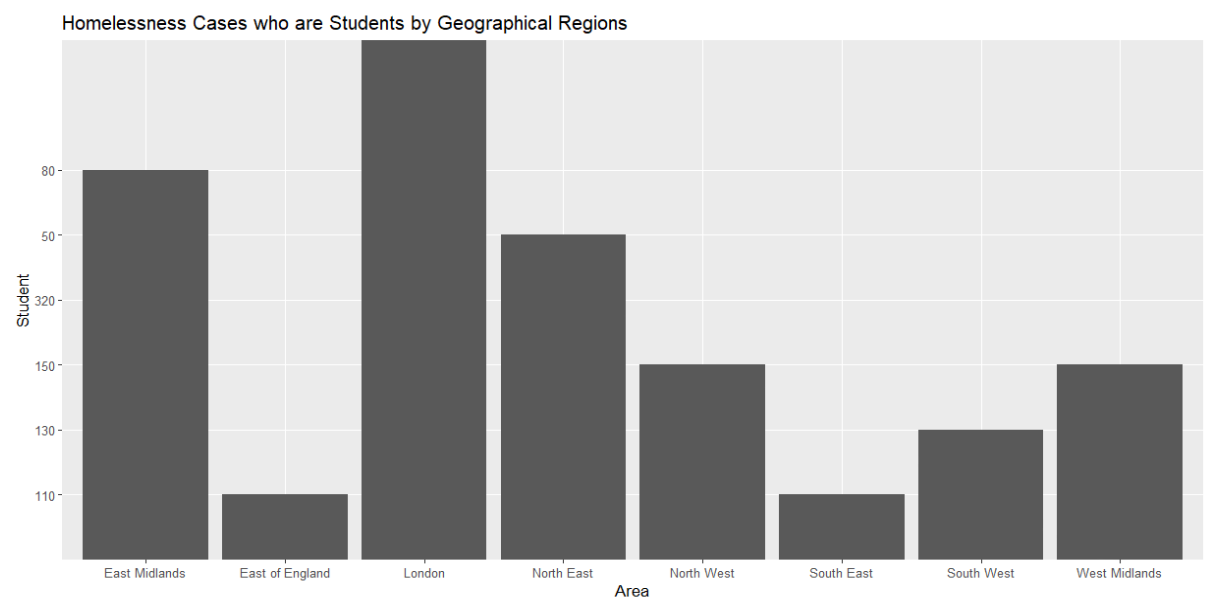 Homelessness Cases who are Students by Geographical Regions
80
50
320
150
130
110
Student
East Midlands
East of England
London
North East
North West
South East
South West
West Midlands
Area